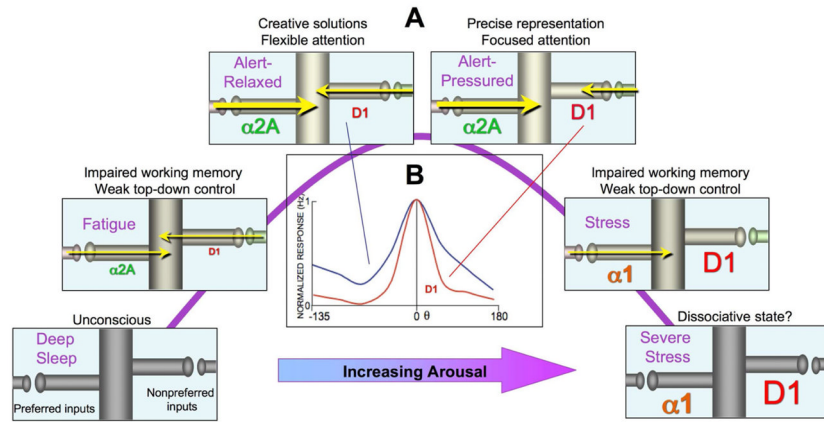 A
Creative solutions
Flexible attention
Alert-
Relaxed
α2A
D1
Precise representation
Focused attention
Alert-
Pressured
α2A
D1
Impaired working memory
Weak top-down control
Fatigue
α2A
D1
B
NORMALIZED RESPONSE (Hz)
1
0
D1
-135
0 θ
180
Impaired working memory
Weak top-down control
Stress
α1
D1
Unconscious
Deep
Sleep
Preferred inputs
Nonpreferred
inputs
Increasing Arousal
Dissociative state?
Severe
Stress
α1
D1